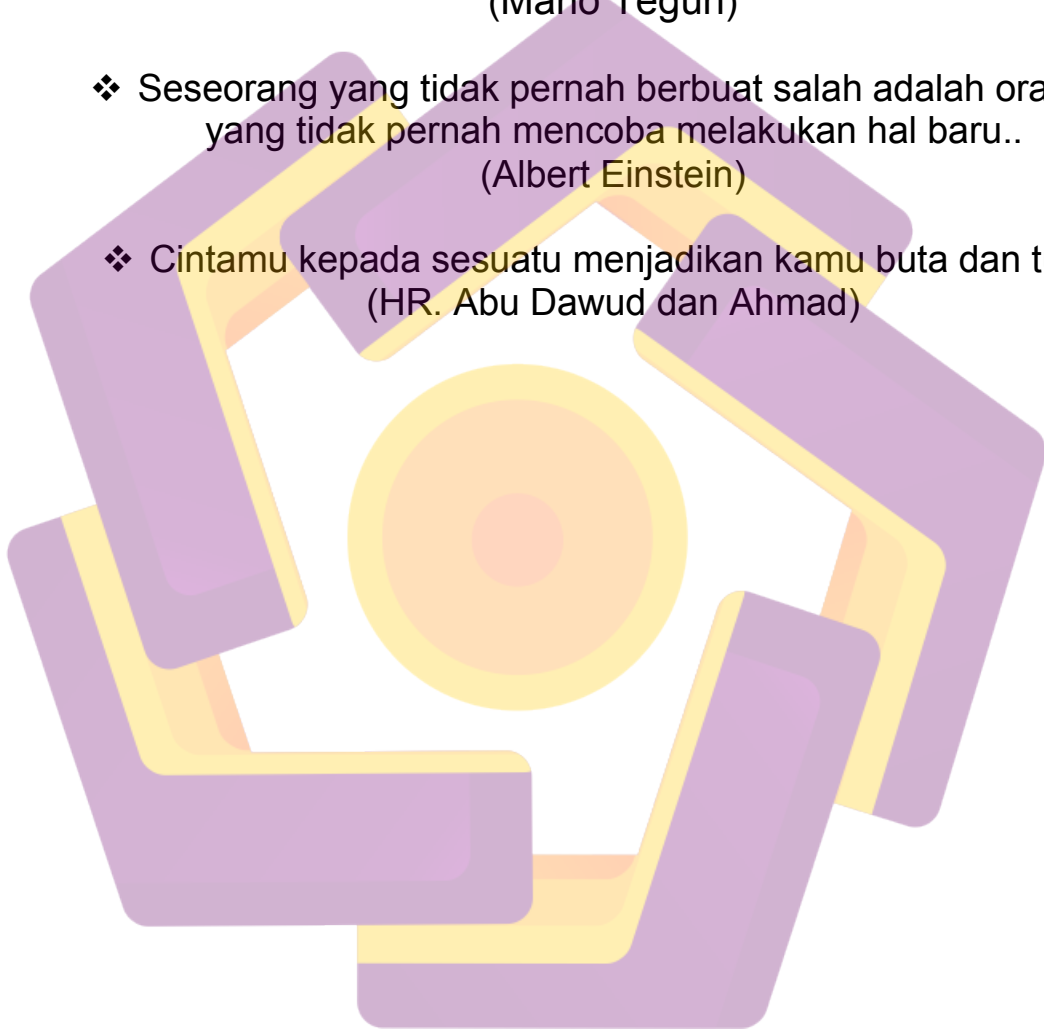 (Mario Teguh)
❖ Seseorang yang tidak pernah berbuat salah adalah
yang tidak pernah mencoba melakukan hal baru..
(Albert Einstein)
❖ Cintamu kepada sesuatu menjadikan kamu buta dan
(HR. Abu Dawud dan Ahmad)